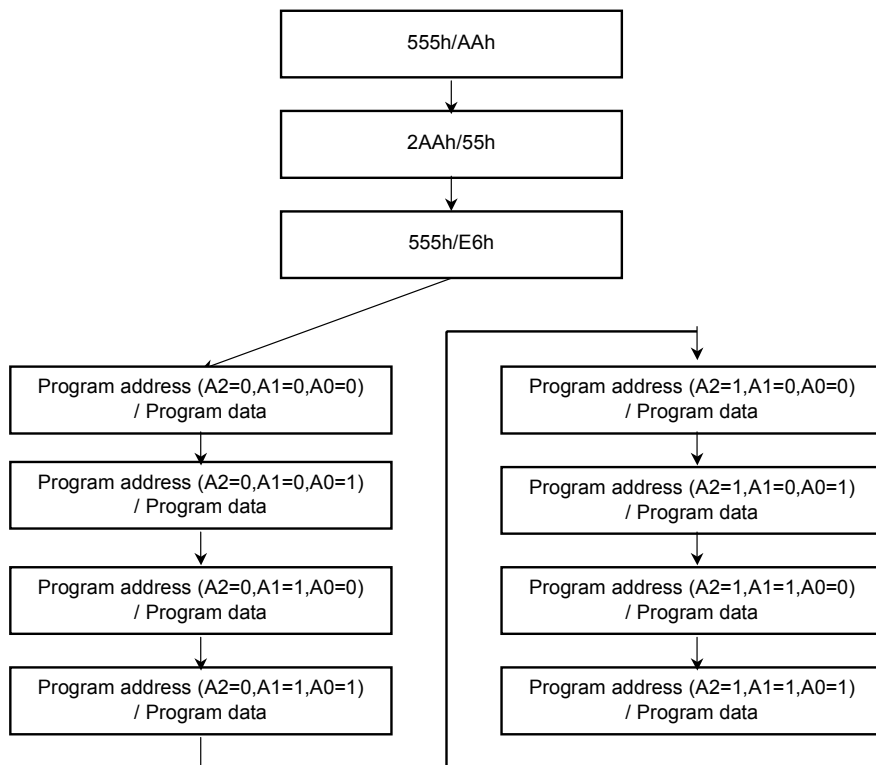 555h/AAh
2AAh/55h
555h/E6h
Program address (A2=0,A1=0,A0=0)
/ Program data
Program address (A2=0,A1=0,A0=1)
/ Program data
Program address (A2=0,A1=1,A0=0)
/ Program data
Program address (A2=0,A1=1,A0=1)
/ Program data
Program address (A2=1,A1=0,A0=0)
/ Program data
Program address (A2=1,A1=0,A0=1)
/ Program data
Program address (A2=1,A1=1,A0=0)
/ Program data
Program address (A2=1,A1=1,A0=1)
/ Program data